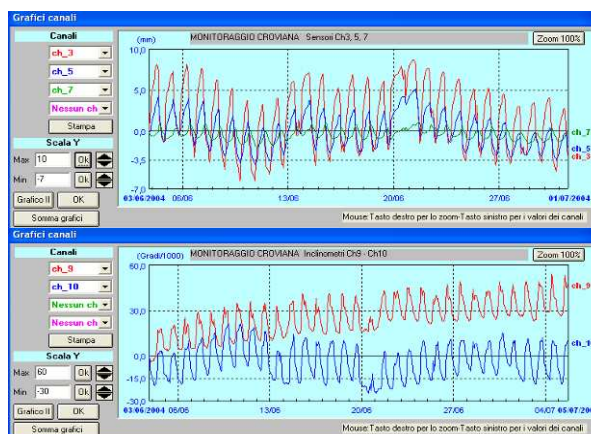 Grafici canali
Canali
ch_3
ch_5
ch_7
Nessun ch
Stampa
Scala Y
Max 10 Ok
Min -7 Ok
Grafico II OK
Somma grafici
(mm) MONITORAGGIO CROVIANA Sensori Ch3, 5, 7 Zoom 100%
10,0
5,0
0,0
-3,5
-7,0
ch_7
ch_5
ch_3
03/06/2004 06/06 13/06 20/06 27/06 01/07/2004
Mouse:Tasto destro per lo zoom-Tasto sinistro per i valori dei canali
Grafici canali
Canali
ch_9
ch_10
Nessun ch
Nessun ch
Stampa
Scala Y
Max 60 Ok
Min -30 Ok
Grafico II OK
Somma grafici
(Gradi/1000) MONITORAGGIO CROVIANA Inclinometri Ch9 - Ch10 Zoom 100%
60,0
30,0
0,0
-15,0
-30,0
ch_9
ch_1
03/06/2004 06/06 13/06 20/06 27/06 04/07 05/07/20
Mouse:Tasto destro per lo zoom-Tasto sinistro per i valori dei canali